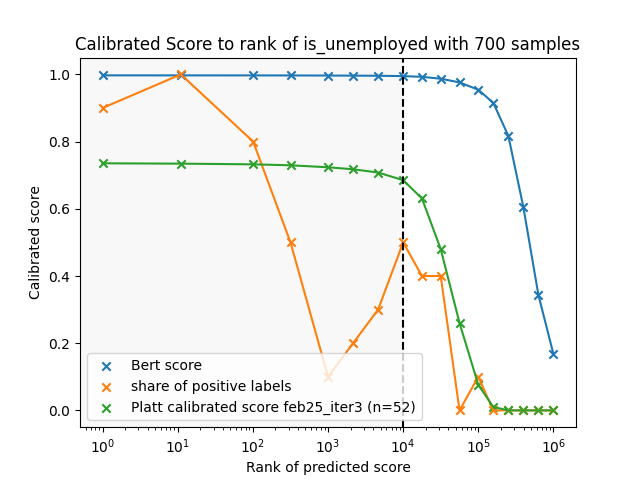 Calibrated Score to rank of is_unemployed with 700 samples
1.0
0.8
0.6
0.4
0.2
0.0
Calibrated score
Bert score
share of positive labels
Platt calibrated score feb25_iter3 (n=52)
10⁰ 10¹ 10² 10³ 10⁴ 10⁵ 10⁶
Rank of predicted score